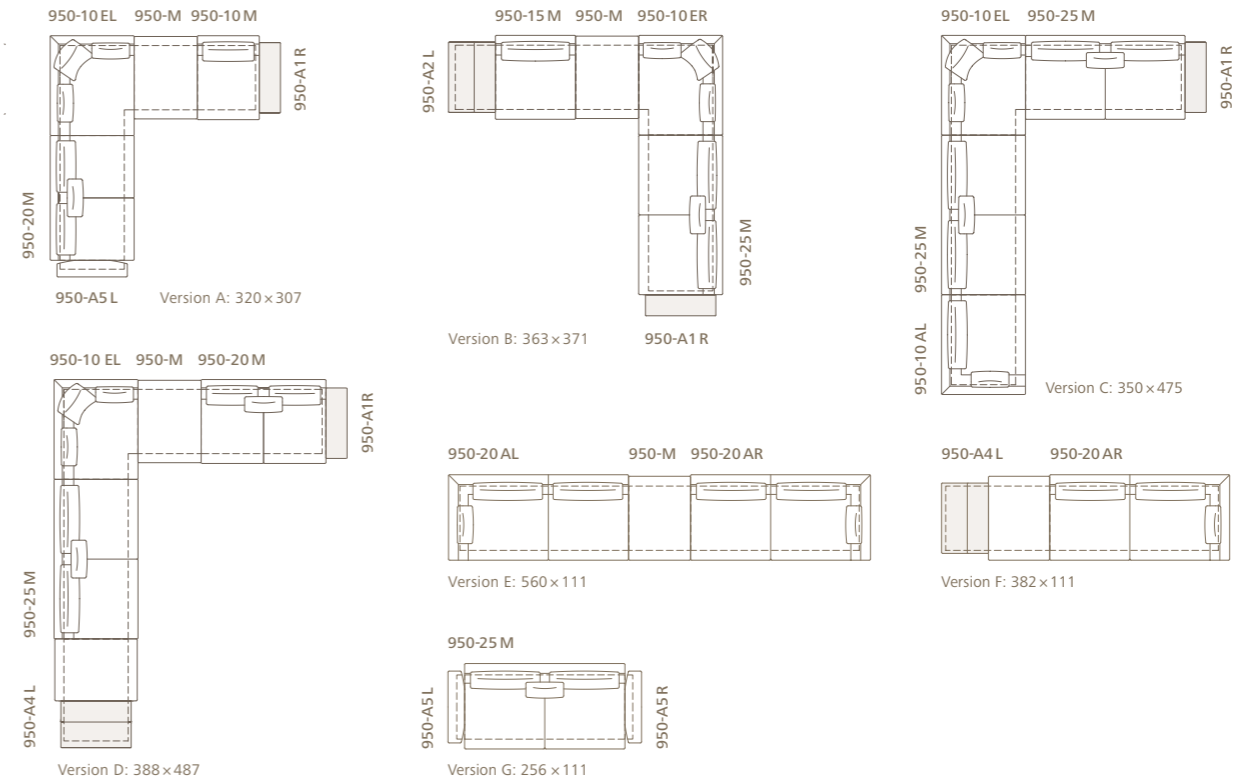 950-10 EL 950-M 950-10 M
950-A1 R
950-20 M
950-A5 L
Version A: 320 × 307
950-15 M 950-M 950-10 ER
950-A2 L
950-25 M
Version B: 363 × 371
950-A1 R
950-10 EL 950-25 M
950-A1 R
950-25 M
950-10 AL
Version C: 350 × 475
950-10 EL 950-M 950-20 M
950-A1R
950-25 M
950-A4 L
Version D: 388 × 487
950-20 AL 950-M 950-20 AR
Version E: 560 × 111
950-A4 L 950-20 AR
Version F: 382 × 111
950-25 M
950-A5 L
950-A5 R
Version G: 256 × 111